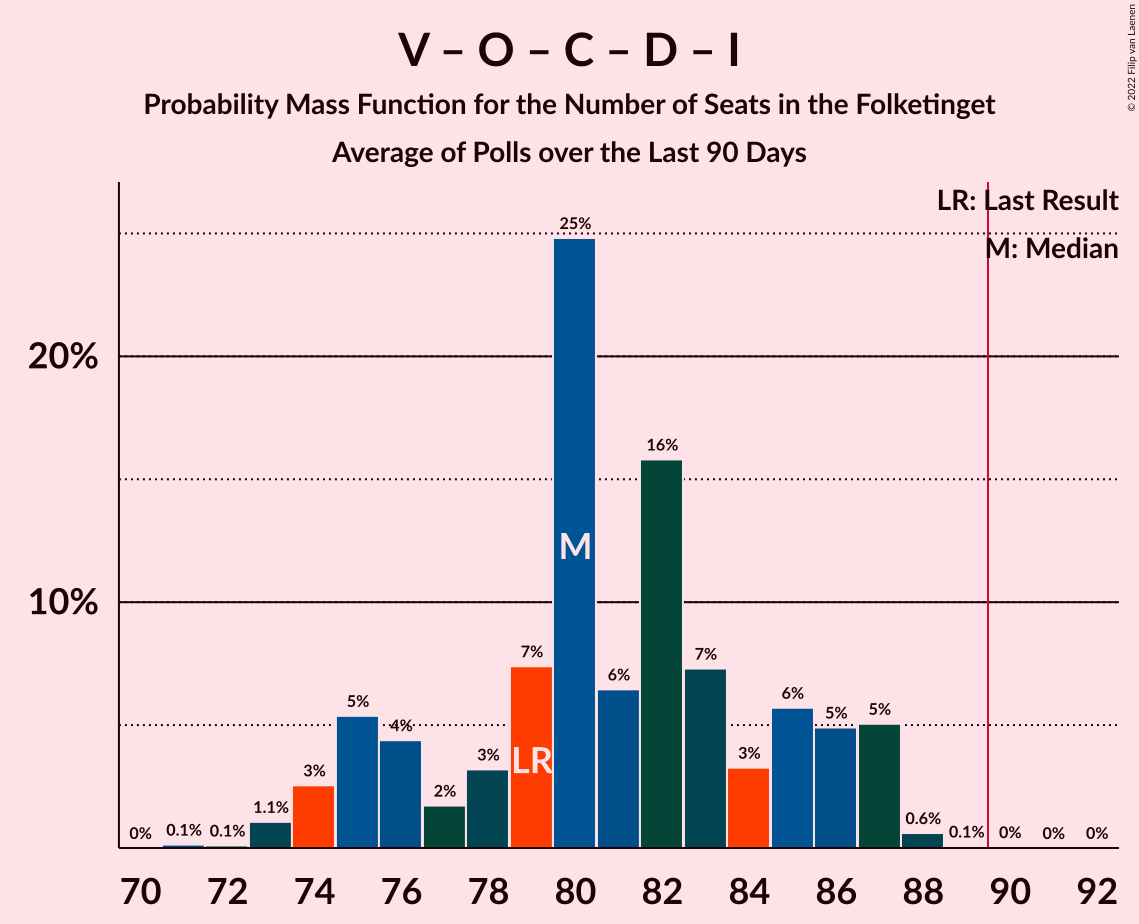 V – O – C – D – I
Probability Mass Function for the Number of Seats in the Folketinget
Average of Polls over the Last 90 Days
© 2022 Filip van Laenen
LR: Last Result
M: Median
20%
10%
0%
0.1%
0.1%
1.1%
3%
5%
4%
2%
3%
7%
25%
6%
16%
7%
3%
6%
5%
5%
0.6%
0.1%
0%
0%
0%
M
LR
70 72 74 76 78 80 82 84 86 88 90 92